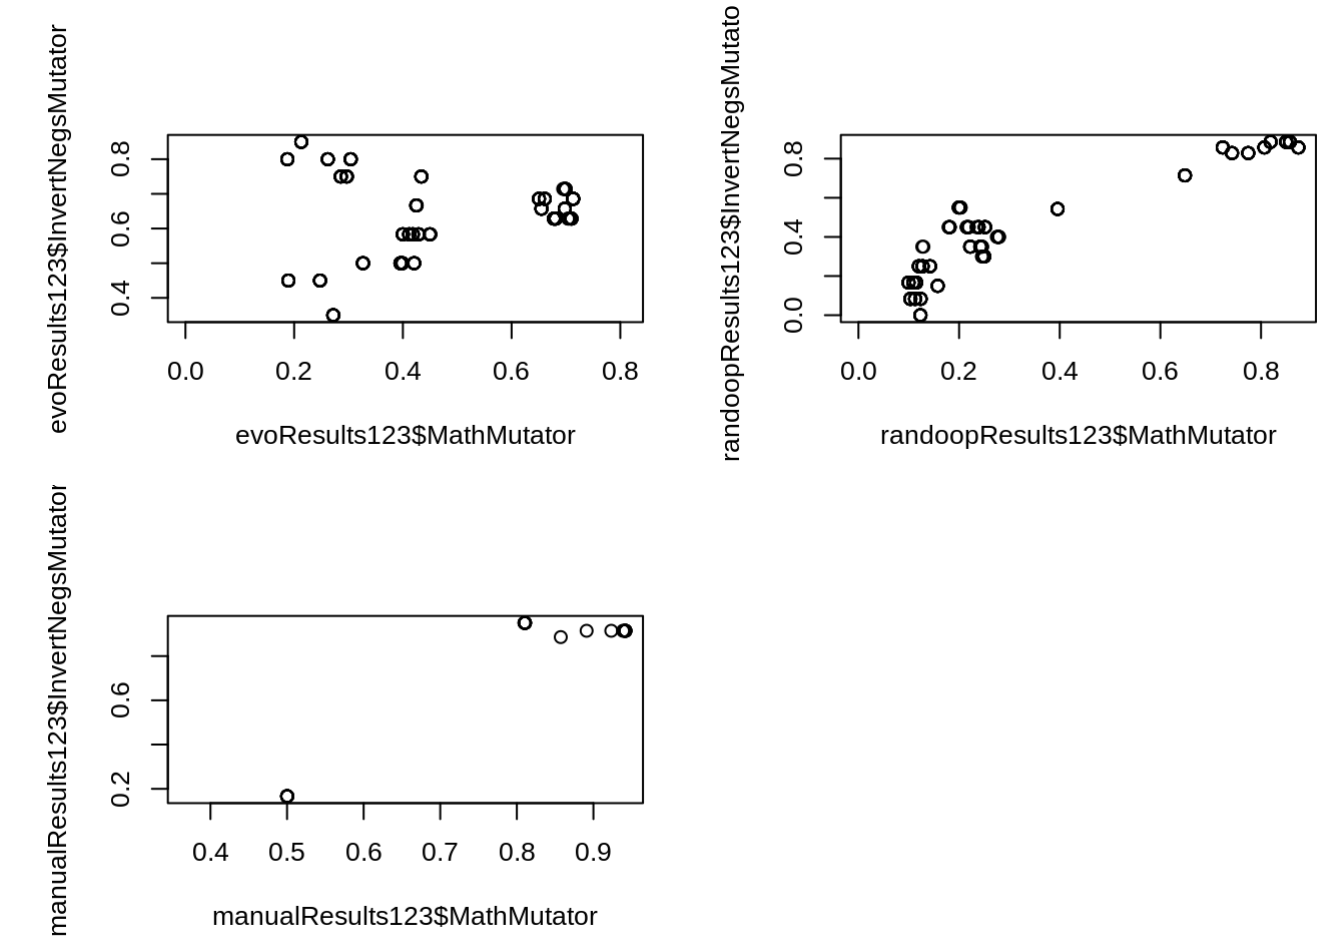 evoResults123$InvertNegsMutator
0.4 0.6 0.8
0.0 0.2 0.4 0.6 0.8
evoResults123$MathMutator
randoopResults123$InvertNegsMutato
0.0 0.4 0.8
0.0 0.2 0.4 0.6 0.8
randoopResults123$MathMutator
manualResults123$InvertNegsMutator
0.2 0.6
0.4 0.5 0.6 0.7 0.8 0.9
manualResults123$MathMutator